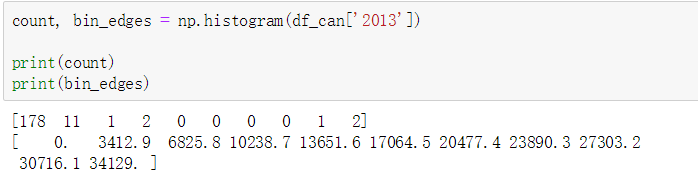 count, bin_edges = np.histogram(df_can['2013'])
print(count)
print(bin_edges)
[178  11   1   2   0   0   0   0   1   2]
[    0.   3412.9  6825.8 10238.7 13651.6 17064.5 20477.4 23890.3 27303.2
 30716.1 34129. ]